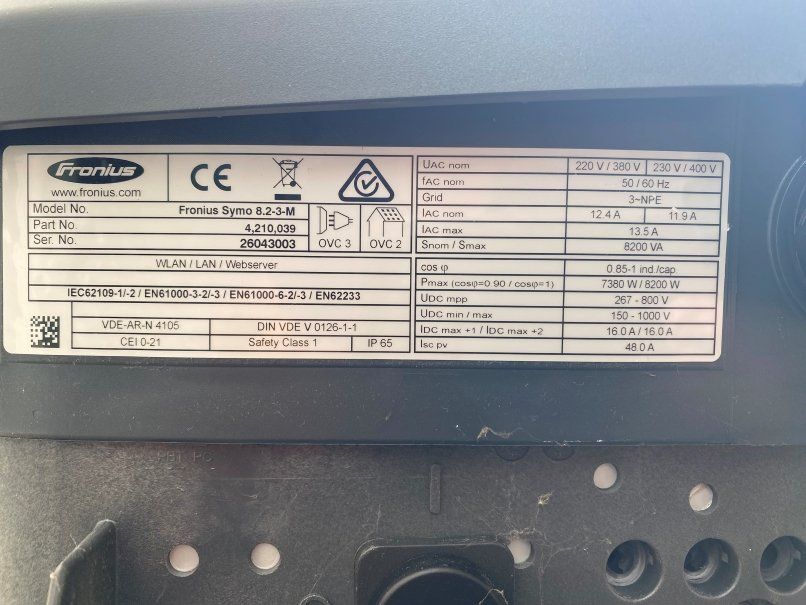 Fronius
www.fronius.com
CE
Model No. Fronius Symo 8.2-3-M
Part No. 4,210,039
Ser. No. 26043003
OVC 3 OVC 2
WLAN / LAN / Webserver
IEC62109-1/-2 / EN61000-3-2/-3 / EN61000-6-2/-3 / EN62233
VDE-AR-N 4105 DIN VDE V 0126-1-1
CEI 0-21 Safety Class 1 IP 65
UAC nom 220 V / 380 V 230 V / 400 V
fAC nom 50 / 60 Hz
Grid 3~NPE
IAC nom 12.4 A 11.9 A
IAC max 13.5 A
Snom / Smax 8200 VA
cos φ 0.85-1 ind./cap.
Pmax (cosφ=0.90 / cosφ=1) 7380 W / 8200 W
UDC mpp 267 - 800 V
UDC min / max 150 - 1000 V
IDC max +1 / IDC max +2 16.0 A / 16.0 A
Isc pv 48.0 A